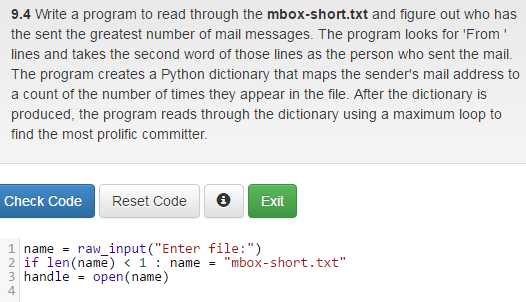 9.4 Write a program to read through the mbox-short.txt and figure out who has
the sent the greatest number of mail messages. The program looks for 'From '
lines and takes the second word of those lines as the person who sent the mail.
The program creates a Python dictionary that maps the sender's mail address to
a count of the number of times they appear in the file. After the dictionary is
produced, the program reads through the dictionary using a maximum loop to
find the most prolific committer.
Check Code Reset Code Exit
1 name = raw_input("Enter file:")
2 if len(name) < 1 : name = "mbox-short.txt"
3 handle = open(name)
4